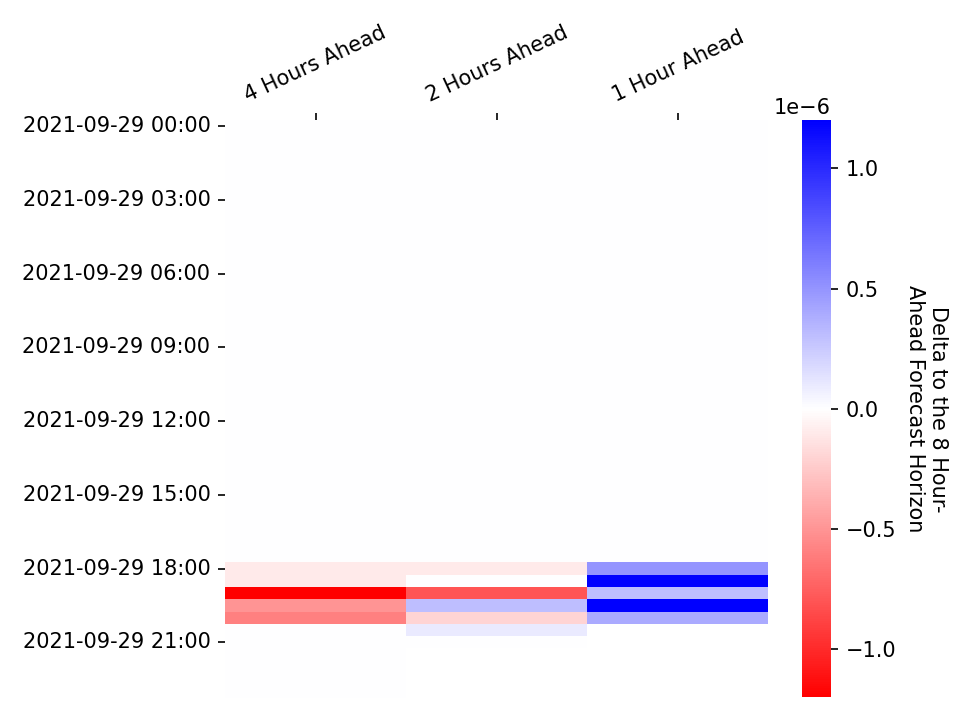 4 Hours Ahead
2 Hours Ahead
1 Hour Ahead
1e−6
2021-09-29 00:00
2021-09-29 03:00
2021-09-29 06:00
2021-09-29 09:00
2021-09-29 12:00
2021-09-29 15:00
2021-09-29 18:00
2021-09-29 21:00
1.0
0.5
0.0
−0.5
−1.0
Delta to the 8 Hour-
Ahead Forecast Horizon